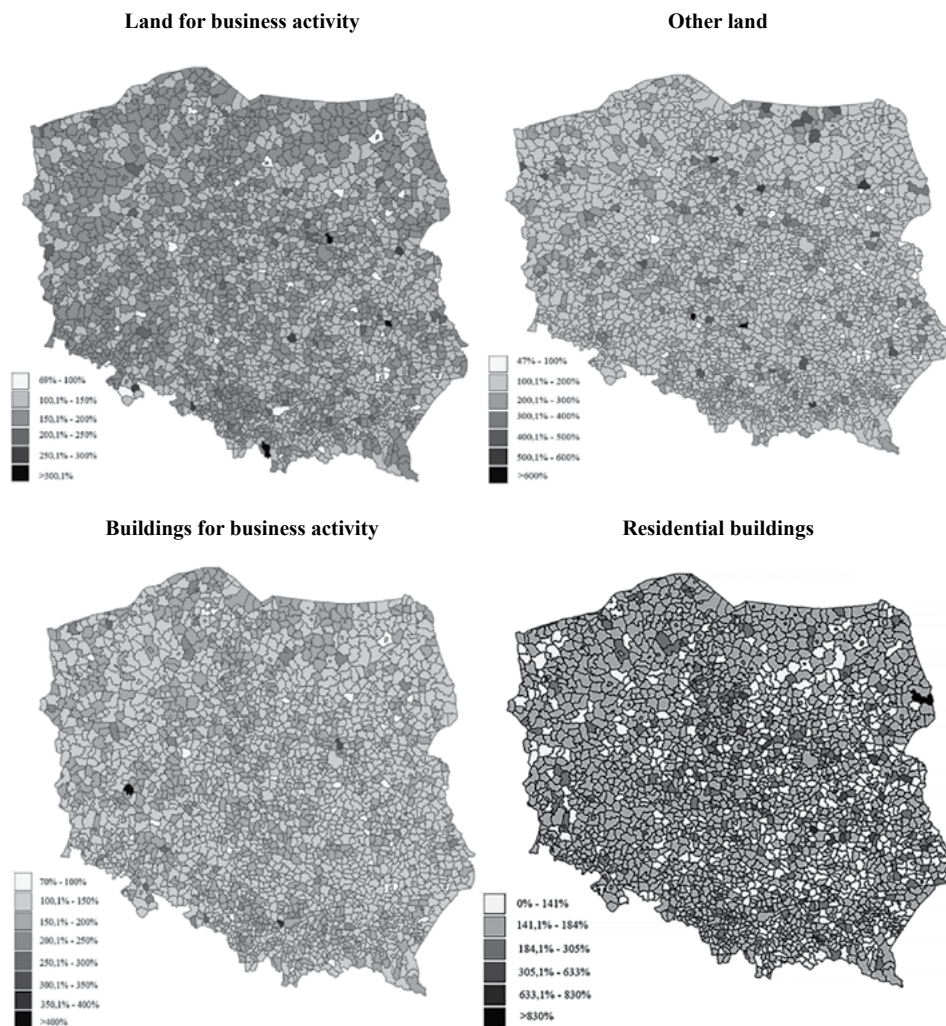 Land for business activity
Other land
69% - 100%
100,1% - 150%
150,1% - 200%
200,1% - 250%
250,1% - 300%
>300,1%
47% - 100%
100,1% - 200%
200,1% - 300%
300,1% - 400%
400,1% - 500%
500,1% - 600%
>600%
Buildings for business activity
Residential buildings
70% - 100%
100,1% - 150%
150,1% - 200%
200,1% - 250%
250,1% - 300%
300,1% - 350%
350,1% - 400%
>400%
0% - 141%
141,1% - 184%
184,1% - 305%
305,1% - 633%
633,1% - 830%
>830%